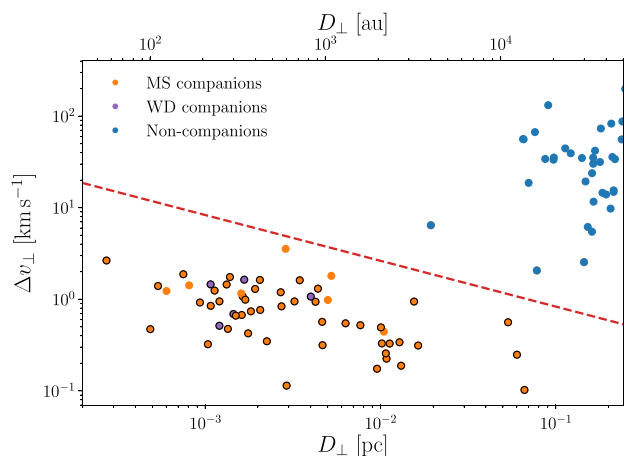 D⊥ [au]
10² 10³ 10⁴
MS companions
WD companions
Non-companions
Δv⊥ [km s⁻¹]
10²
10¹
10⁰
10⁻¹
10⁻³ 10⁻² 10⁻¹
D⊥ [pc]